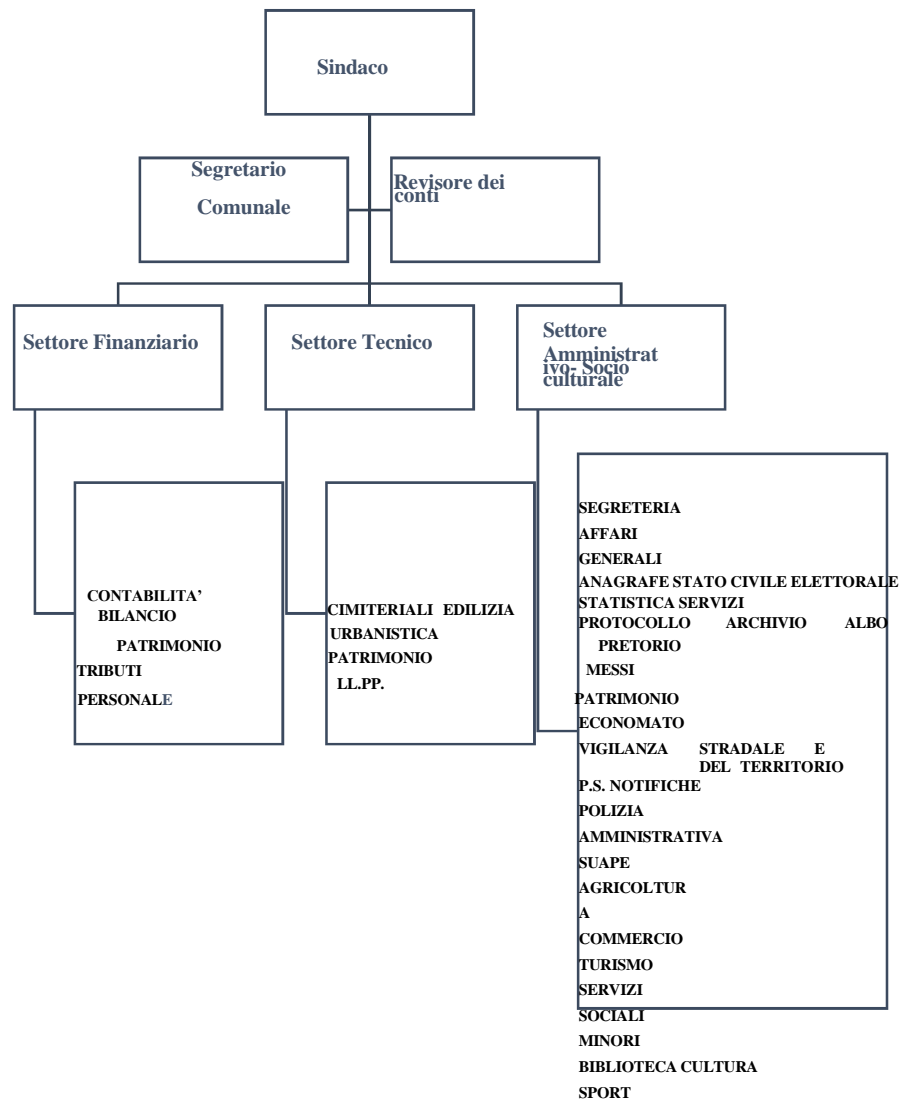 Sindaco
Segretario
Comunale
Revisore dei
conti
Settore Finanziario
Settore Tecnico
Settore
Amministrat
ivo- Socio
culturale
CONTABILITA’
BILANCIO
PATRIMONIO
TRIBUTI
PERSONALE
CIMITERIALI EDILIZIA
URBANISTICA
PATRIMONIO
LL.PP.
SEGRETERIA
AFFARI
GENERALI
ANAGRAFE STATO CIVILE ELETTORALE
STATISTICA SERVIZI
PROTOCOLLO ARCHIVIO ALBO
PRETORIO
MESSI
PATRIMONIO
ECONOMATO
VIGILANZA STRADALE E
DEL TERRITORIO
P.S. NOTIFICHE
POLIZIA
AMMINISTRATIVA
SUAPE
AGRICOLTUR
A
COMMERCIO
TURISMO
SERVIZI
SOCIALI
MINORI
BIBLIOTECA CULTURA
SPORT